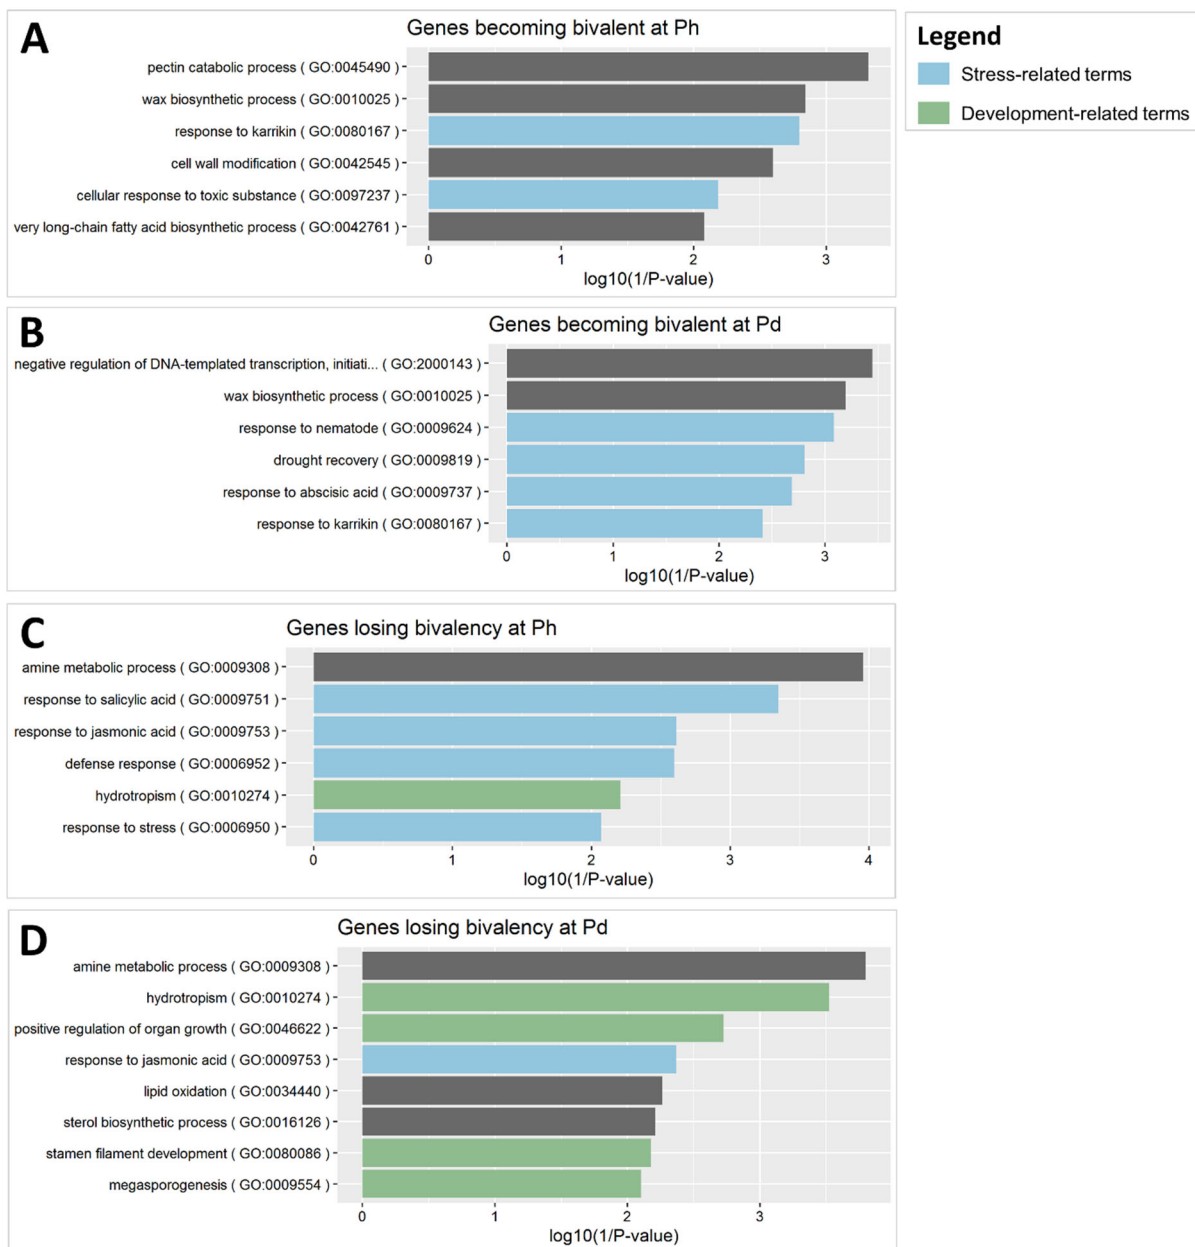 A
Genes becoming bivalent at Ph
pectin catabolic process ( GO:0045490 )
wax biosynthetic process ( GO:0010025 )
response to karrikin ( GO:0080167 )
cell wall modification ( GO:0042545 )
cellular response to toxic substance ( GO:0097237 )
very long-chain fatty acid biosynthetic process ( GO:0042761 )
0 1 2 3
log10(1/P-value)
Legend
Stress-related terms
Development-related terms
B
Genes becoming bivalent at Pd
negative regulation of DNA-templated transcription, initiati... ( GO:2000143 )
wax biosynthetic process ( GO:0010025 )
response to nematode ( GO:0009624 )
drought recovery ( GO:0009819 )
response to abscisic acid ( GO:0009737 )
response to karrikin ( GO:0080167 )
0 1 2 3
log10(1/P-value)
C
Genes losing bivalency at Ph
amine metabolic process ( GO:0009308 )
response to salicylic acid ( GO:0009751 )
response to jasmonic acid ( GO:0009753 )
defense response ( GO:0006952 )
hydrotropism ( GO:0010274 )
response to stress ( GO:0006950 )
0 1 2 3 4
log10(1/P-value)
D
Genes losing bivalency at Pd
amine metabolic process ( GO:0009308 )
hydrotropism ( GO:0010274 )
positive regulation of organ growth ( GO:0046622 )
response to jasmonic acid ( GO:0009753 )
lipid oxidation ( GO:0034440 )
sterol biosynthetic process ( GO:0016126 )
stamen filament development ( GO:0080086 )
megasporogenesis ( GO:0009554 )
0 1 2 3
log10(1/P-value)